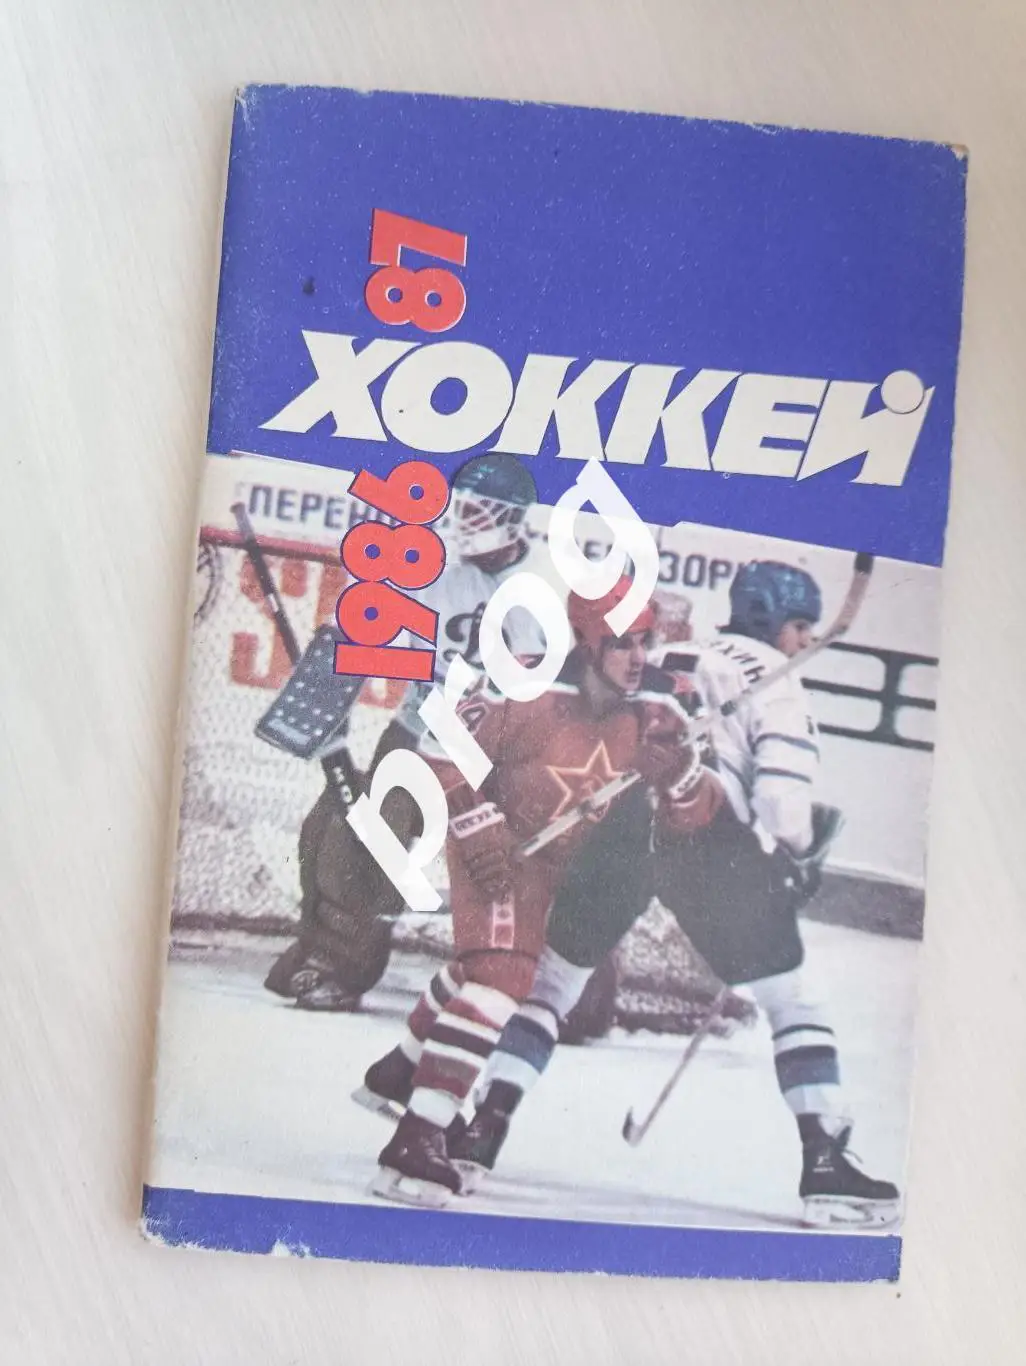 87
ХОККЕЙ
1986
ПЕРЕН
ЗОР
prog